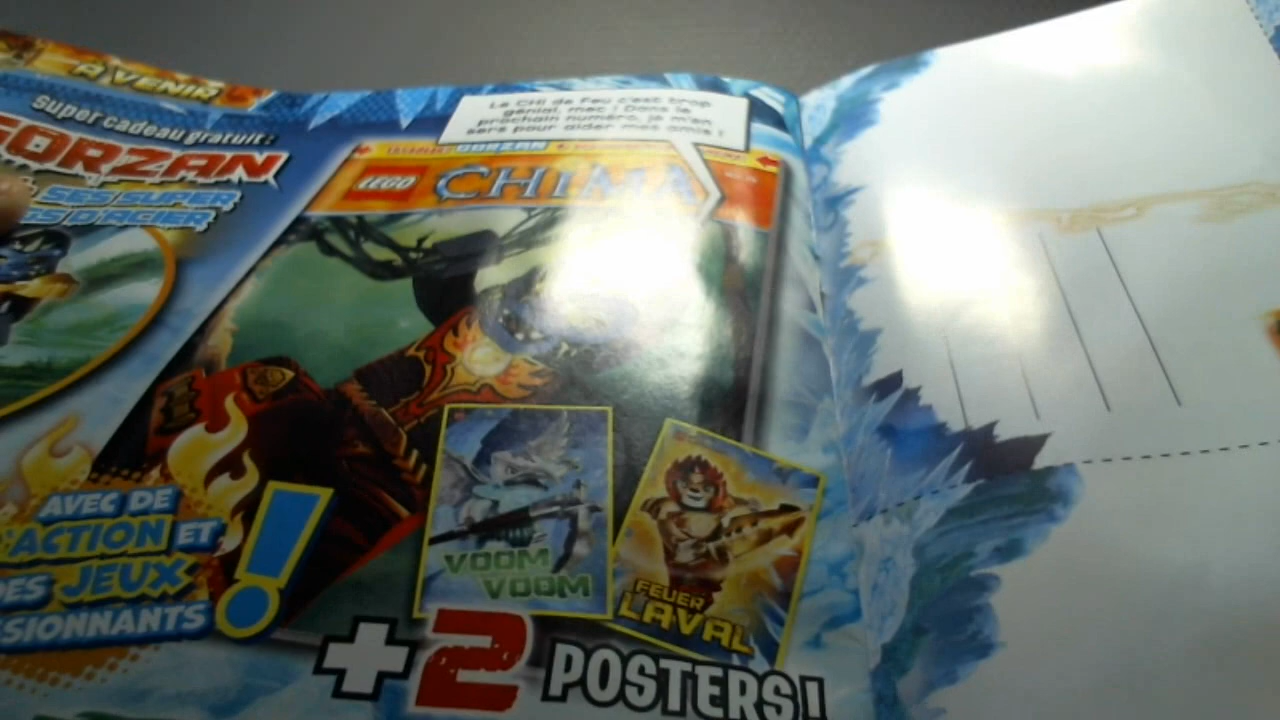 À VENIR
Super cadeau gratuit :
GORZAN
SES SUPER
D'ACIER
Le CHI de Feu c'est trop
génial, mec ! Dans le
prochain numéro, je m'en
sers pour aider mes amis !
GORZAN
LEGO CHIMA
AVEC DE
L'ACTION ET
DES JEUX
SSIONNANTS !
VOOM
VOOM
FEUER
LAVAL
+2 POSTERS!